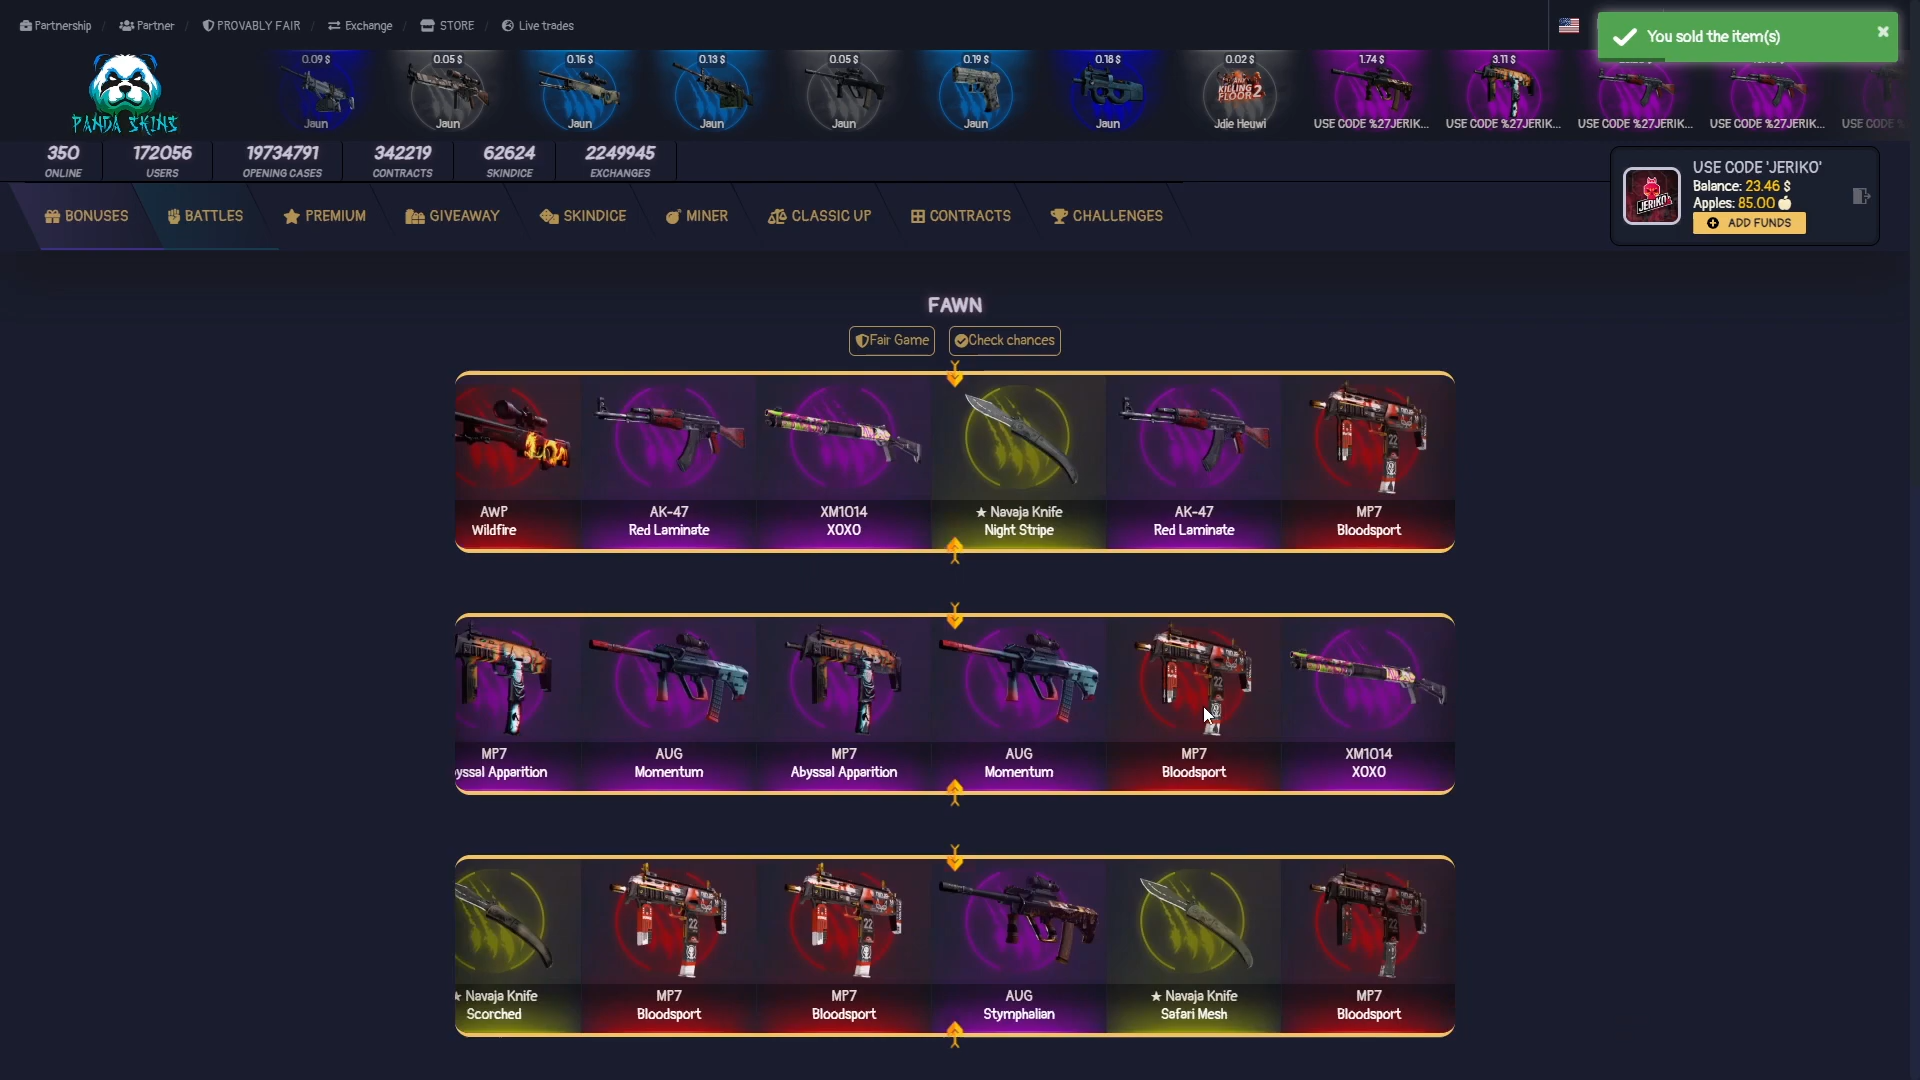 Partnership / Partner / PROVABLY FAIR / Exchange / STORE / Live trades
You sold the item(s)
0.09 $ 0.05 $ 0.16 $ 0.13 $ 0.05 $ 0.19 $ 0.18 $ 0.02 $ 1.74 $ 3.11 $
KILLING FLOOR 2
PANDA SKINS
Jaun Jaun Jaun Jaun Jaun Jaun Jaun Jdie Heuwi USE CODE %27JERIK... USE CODE %27JERIK... USE CODE %27JERIK... USE CODE %27JERIK... USE CODE
350 172056 19734791 342219 62624 2249945
ONLINE USERS OPENING CASES CONTRACTS SKINDICE EXCHANGES
USE CODE 'JERIKO'
Balance: 23.46 $
Apples: 85.00
JERIKO
ADD FUNDS
BONUSES BATTLES PREMIUM GIVEAWAY SKINDICE MINER CLASSIC UP CONTRACTS CHALLENGES
FAWN
Fair Game Check chances
AWP AK-47 XM1014 ★ Navaja Knife AK-47 MP7
Wildfire Red Laminate XOXO Night Stripe Red Laminate Bloodsport
MP7 AUG MP7 AUG MP7 XM1014
yssal Apparition Momentum Abyssal Apparition Momentum Bloodsport XOXO
★ Navaja Knife MP7 MP7 AUG ★ Navaja Knife MP7
Scorched Bloodsport Bloodsport Stymphalian Safari Mesh Bloodsport